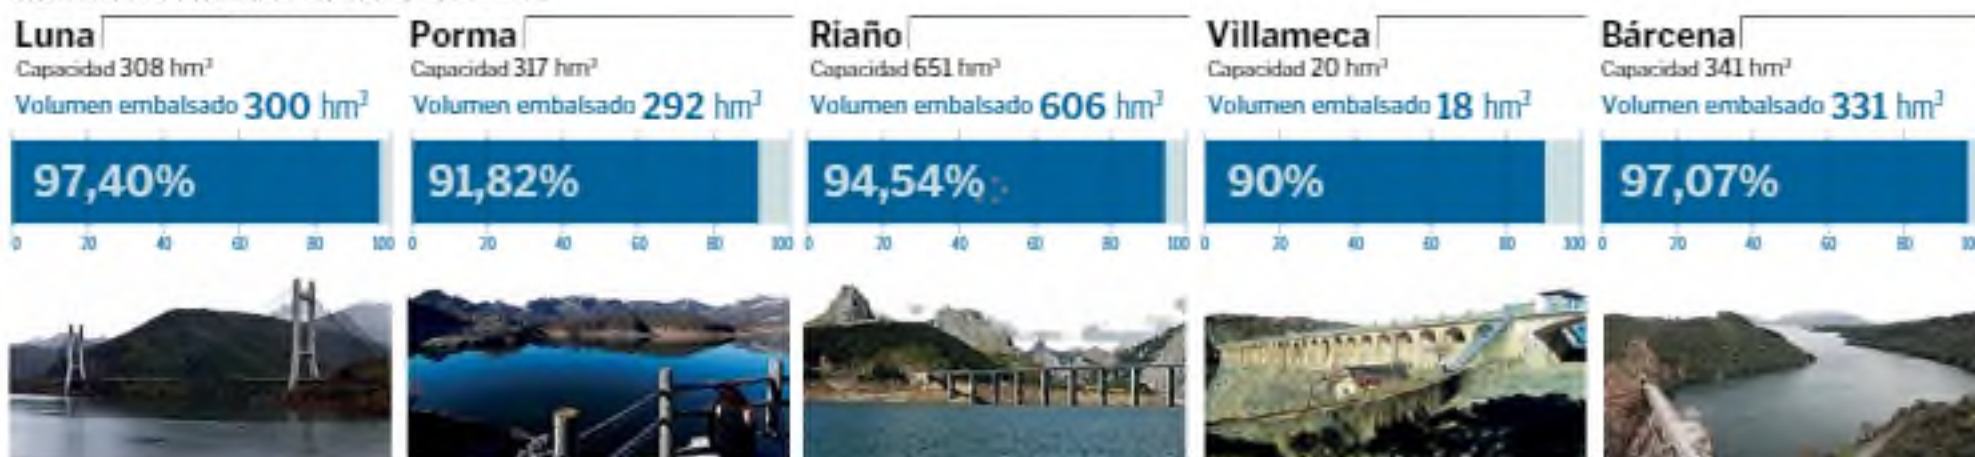 Luna
Capacidad 308 hm³
Volumen embalsado 300 hm³
97,40%
0 20 40 60 80 100
Porma
Capacidad 317 hm³
Volumen embalsado 292 hm³
91,82%
0 20 40 60 80 100
Riaño
Capacidad 651 hm³
Volumen embalsado 606 hm³
94,54%
0 20 40 60 80 100
Villameca
Capacidad 20 hm³
Volumen embalsado 18 hm³
90%
0 20 40 60 80 100
Bárcena
Capacidad 341 hm³
Volumen embalsado 331 hm³
97,07%
0 20 40 60 80